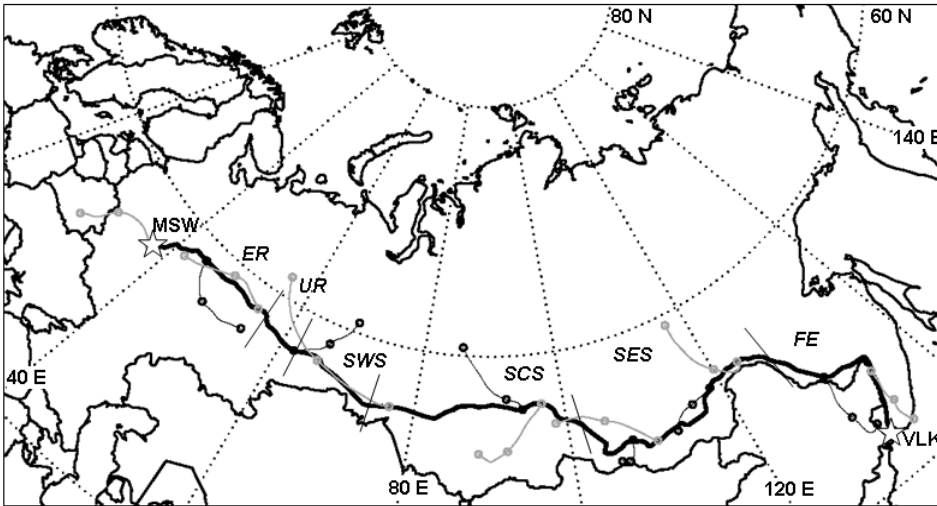 80 N
60 N
140 E
MSW
ER
UR
FE
SES
SWS
SCS
40 E
VLK
80 E
120 E